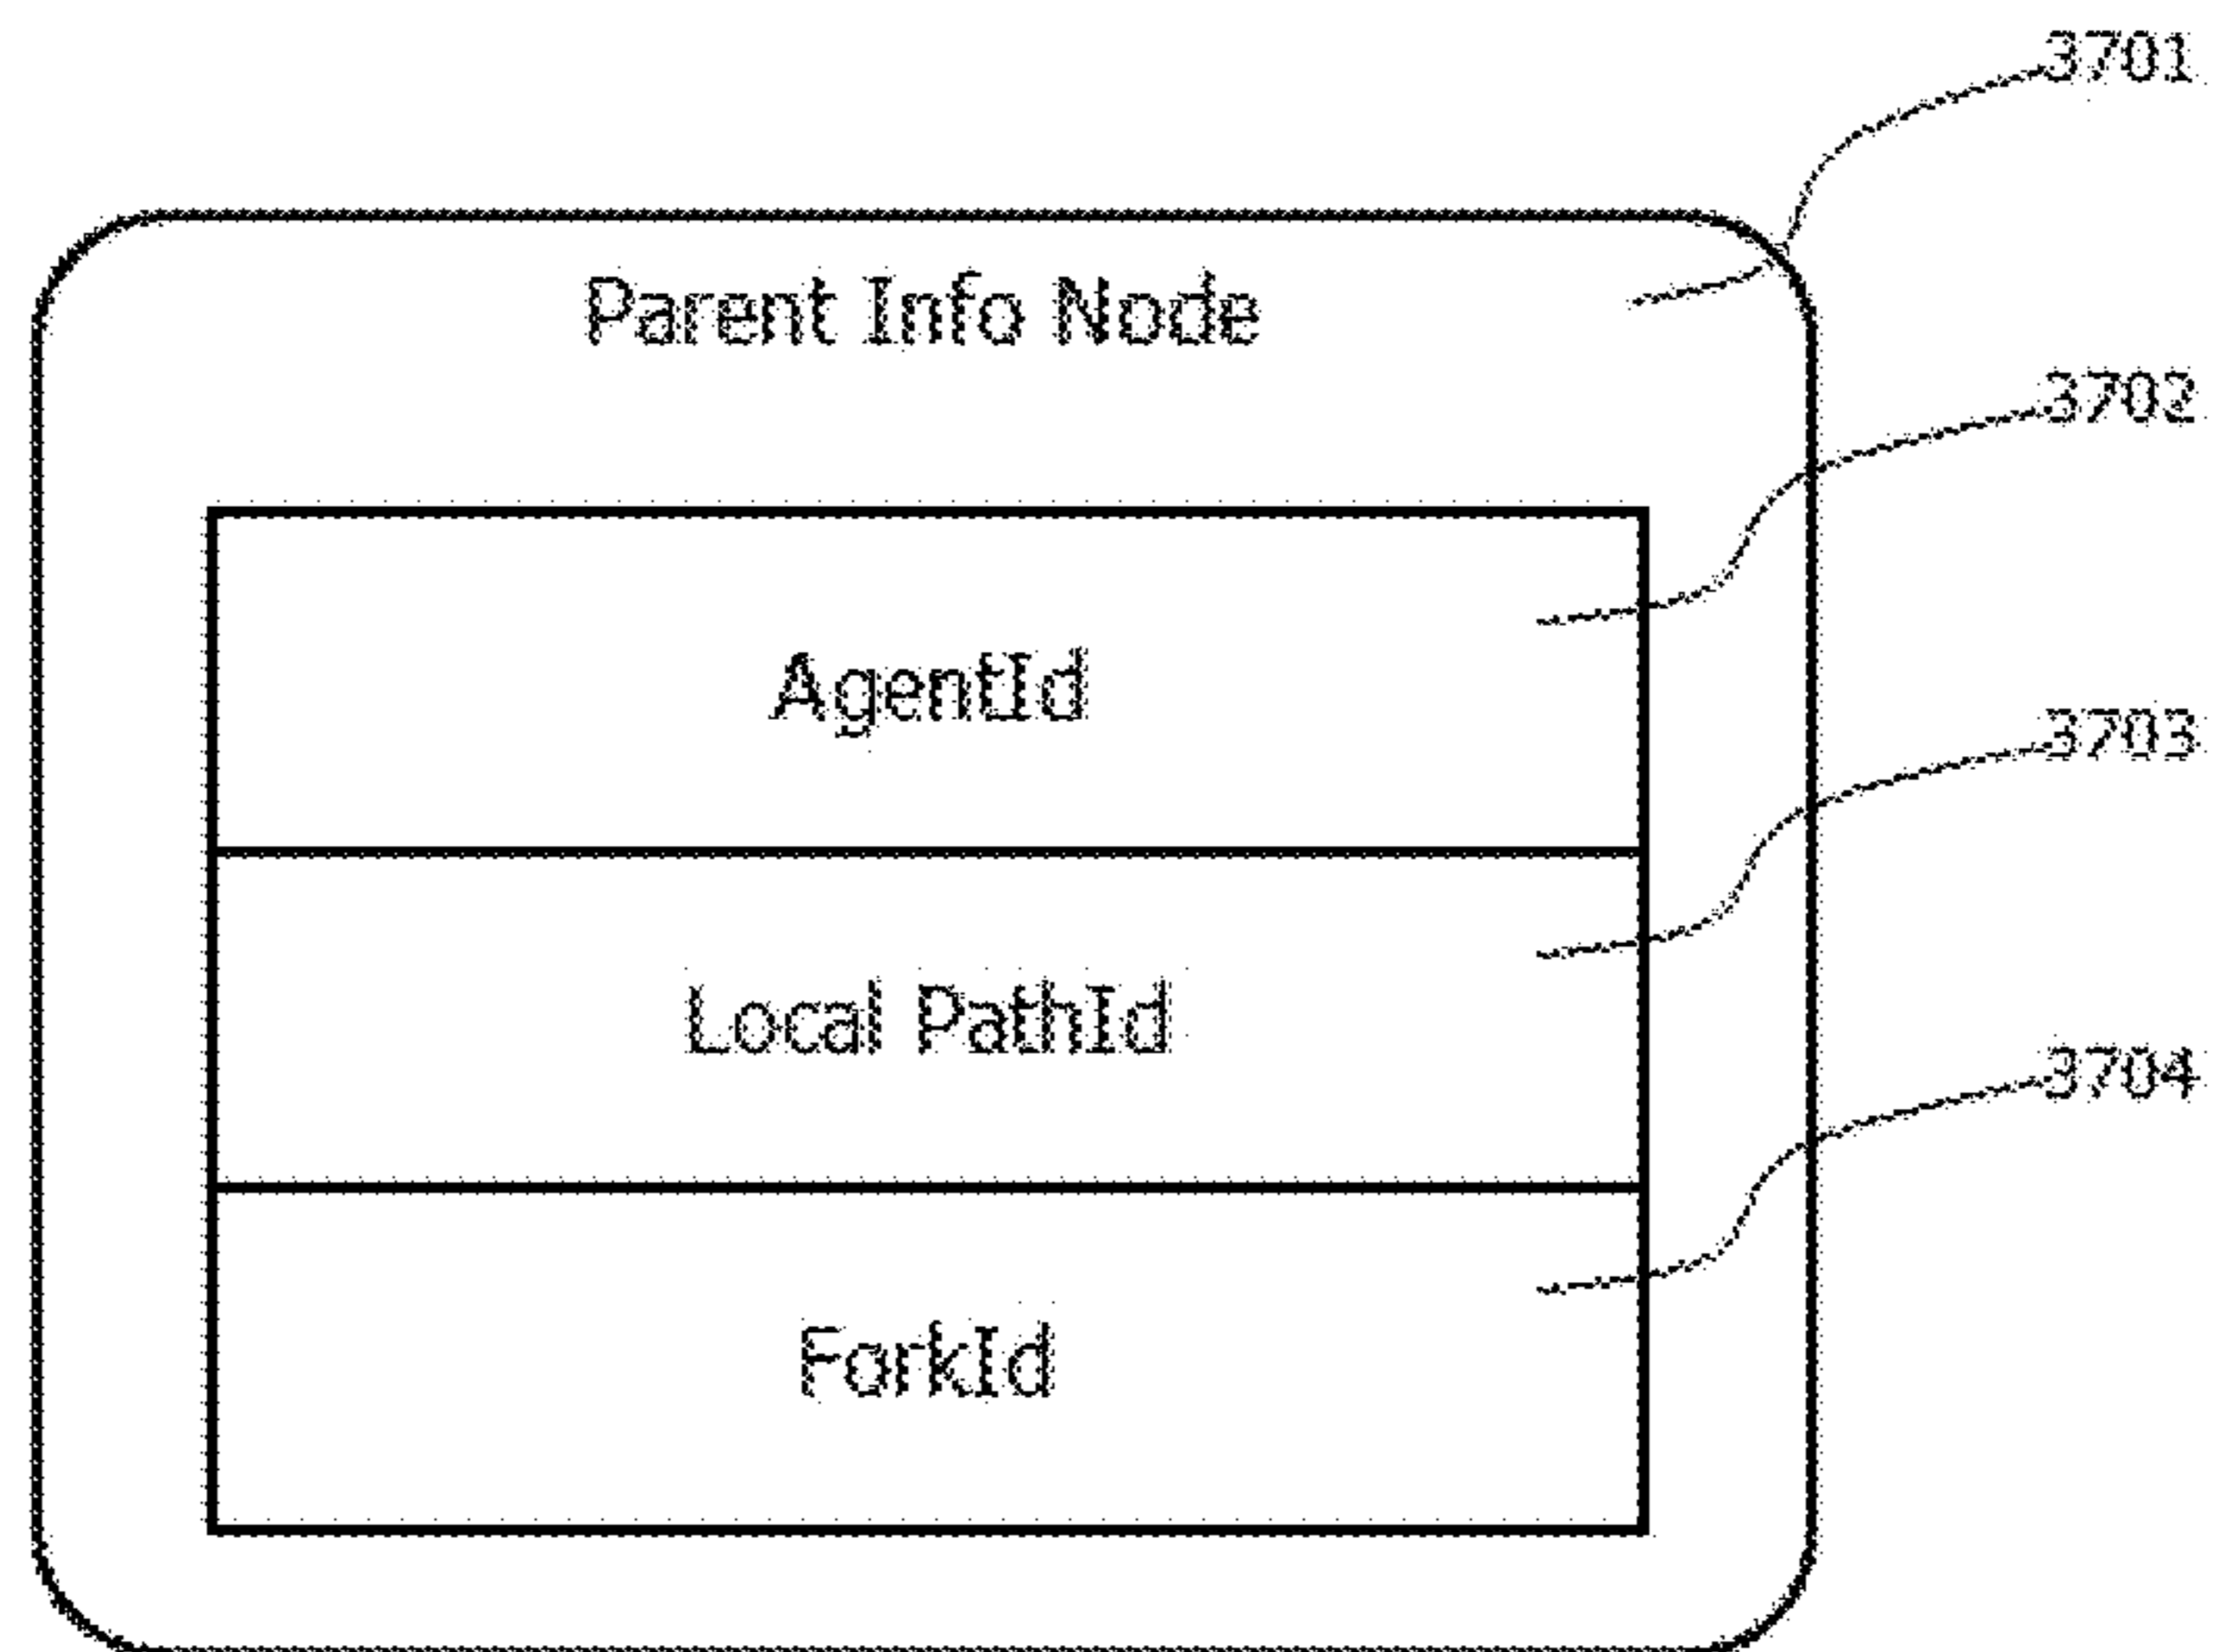 3701
Parent Info Node
3702
AgentId
3703
Local PathId
3704
ForkId